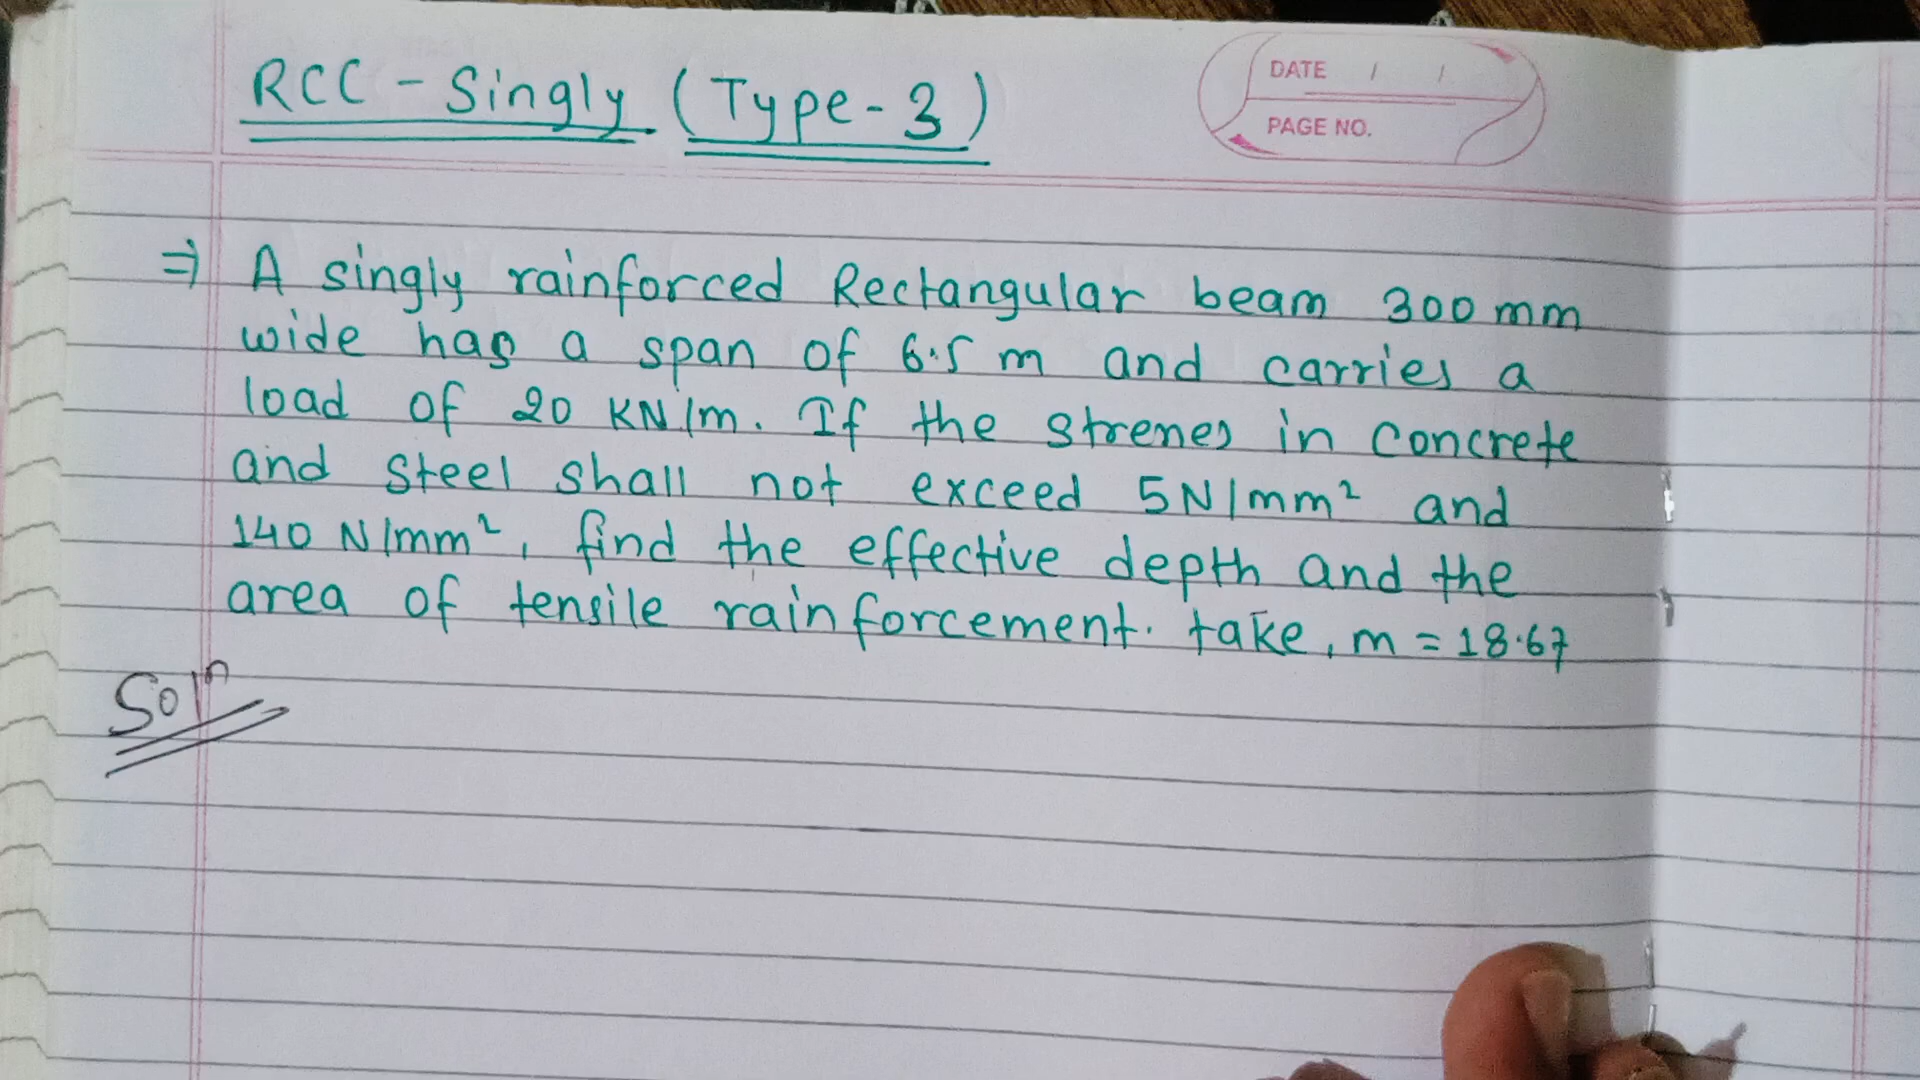 RCC - Singly (Type-3)
DATE / /
PAGE NO.
⇒ A singly rainforced Rectangular beam 300 mm
wide has a span of 6.5 m and carries a
load of 20 KN/m. If the stresses in concrete
and steel shall not exceed 5N/mm² and
140 N/mm², find the effective depth and the
area of tensile rainforcement. take, m = 18.67
Solⁿ